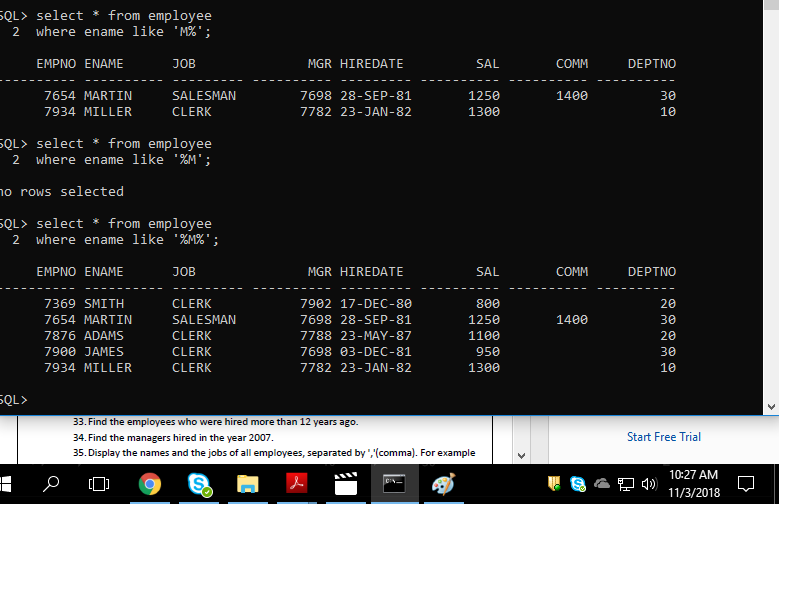 SQL> select * from employee
2 where ename like 'M%';
EMPNO ENAME JOB MGR HIREDATE SAL COMM DEPTNO
---------- ---------- --------- ---------- --------- ---------- ---------- ----------
7654 MARTIN SALESMAN 7698 28-SEP-81 1250 1400 30
7934 MILLER CLERK 7782 23-JAN-82 1300 10
SQL> select * from employee
2 where ename like '%M';
no rows selected
SQL> select * from employee
2 where ename like '%M%';
EMPNO ENAME JOB MGR HIREDATE SAL COMM DEPTNO
---------- ---------- --------- ---------- --------- ---------- ---------- ----------
7369 SMITH CLERK 7902 17-DEC-80 800 20
7654 MARTIN SALESMAN 7698 28-SEP-81 1250 1400 30
7876 ADAMS CLERK 7788 23-MAY-87 1100 20
7900 JAMES CLERK 7698 03-DEC-81 950 30
7934 MILLER CLERK 7782 23-JAN-82 1300 10
SQL>
33. Find the employees who were hired more than 12 years ago.
34. Find the managers hired in the year 2007.
35. Display the names and the jobs of all employees, separated by ','(comma). For example
Start Free Trial
10:27 AM
11/3/2018